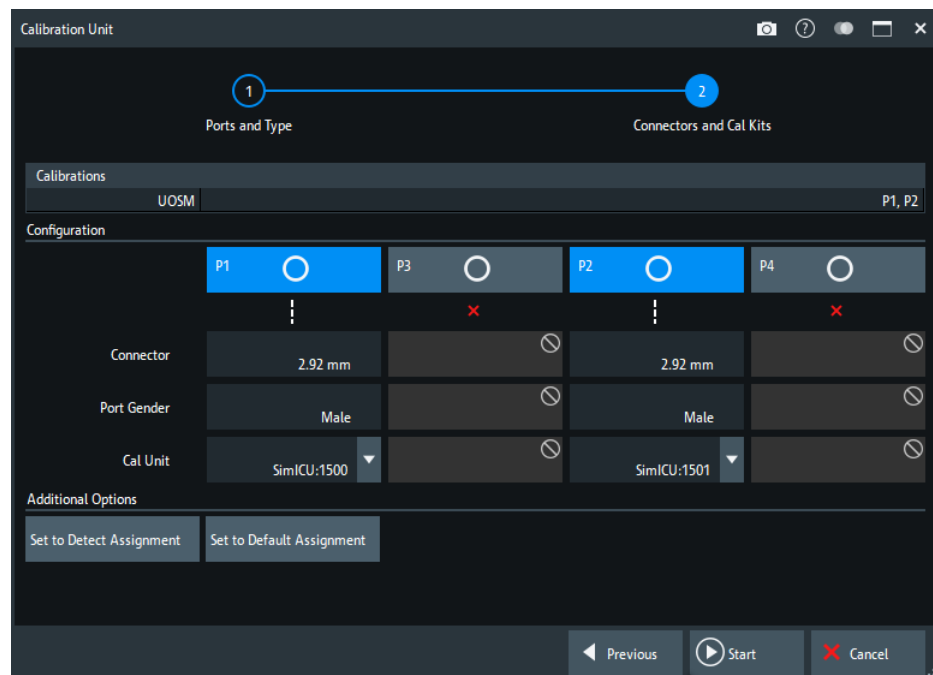 Calibration Unit
1
2
Ports and Type
Connectors and Cal Kits
Calibrations
UOSM P1, P2
Configuration
P1 P3 P2 P4
Connector 2.92 mm 2.92 mm
Port Gender Male Male
Cal Unit SimICU:1500 SimICU:1501
Additional Options
Set to Detect Assignment Set to Default Assignment
Previous Start Cancel